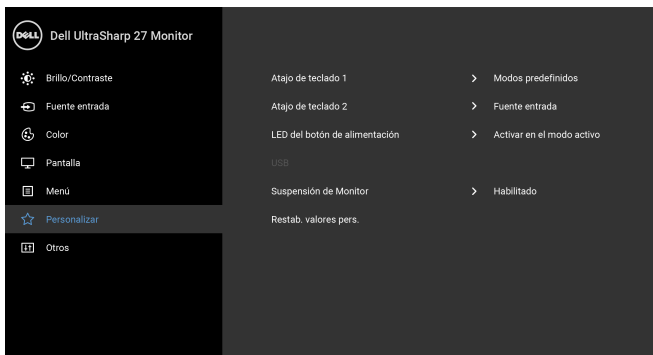 DELL Dell UltraSharp 27 Monitor
Brillo/Contraste
Fuente entrada
Color
Pantalla
Menú
Personalizar
Otros
Atajo de teclado 1 > Modos predefinidos
Atajo de teclado 2 > Fuente entrada
LED del botón de alimentación > Activar en el modo activo
USB
Suspensión de Monitor > Habilitado
Restab. valores pers.